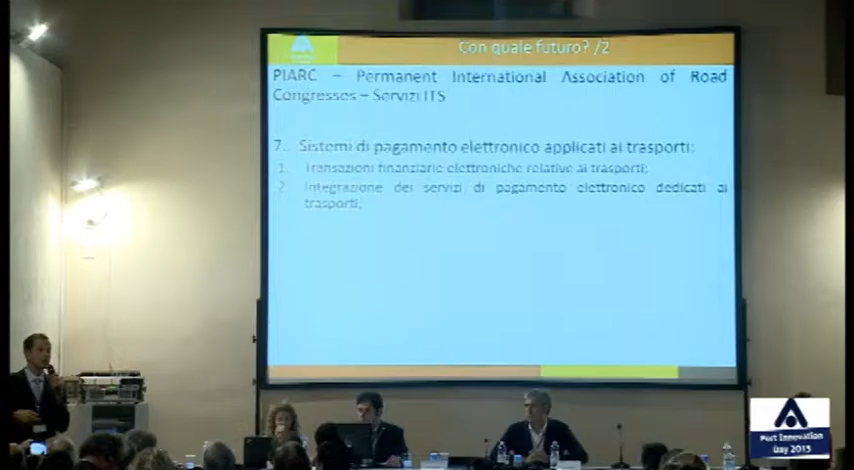 Con quale futuro? /2
PIARC – Permanent International Association of Road
Congresses – Servizi ITS
7. Sistemi di pagamento elettronico applicati ai trasporti:
1. Transazioni finanziarie elettroniche relative ai trasporti;
2. Integrazione dei servizi di pagamento elettronico dedicati ai
trasporti;
Port Innovation
Day 2015